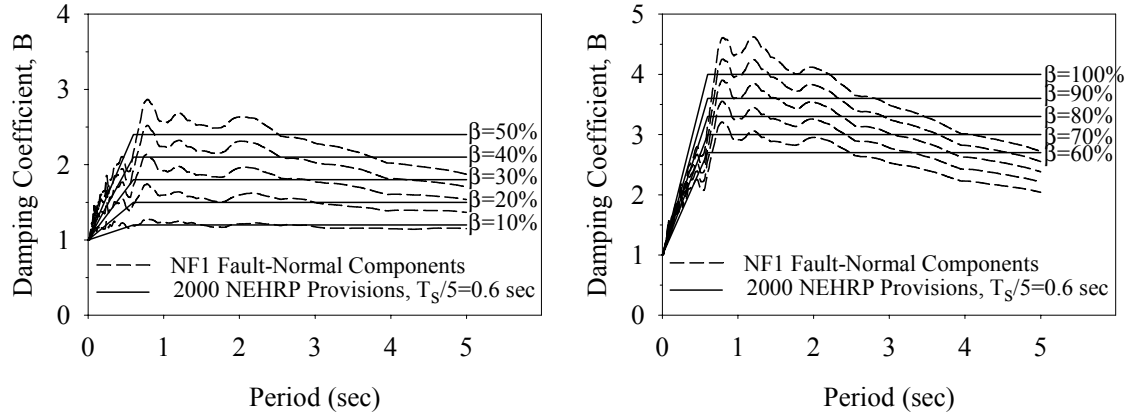 Damping Coefficient, B
4
3
2
1
0
β=50%
β=40%
β=30%
β=20%
β=10%
NF1 Fault-Normal Components
2000 NEHRP Provisions, TS/5=0.6 sec
0 1 2 3 4 5
Period (sec)
Damping Coefficient, B
5
4
3
2
1
0
β=100%
β=90%
β=80%
β=70%
β=60%
NF1 Fault-Normal Components
2000 NEHRP Provisions, TS/5=0.6 sec
0 1 2 3 4 5
Period (sec)